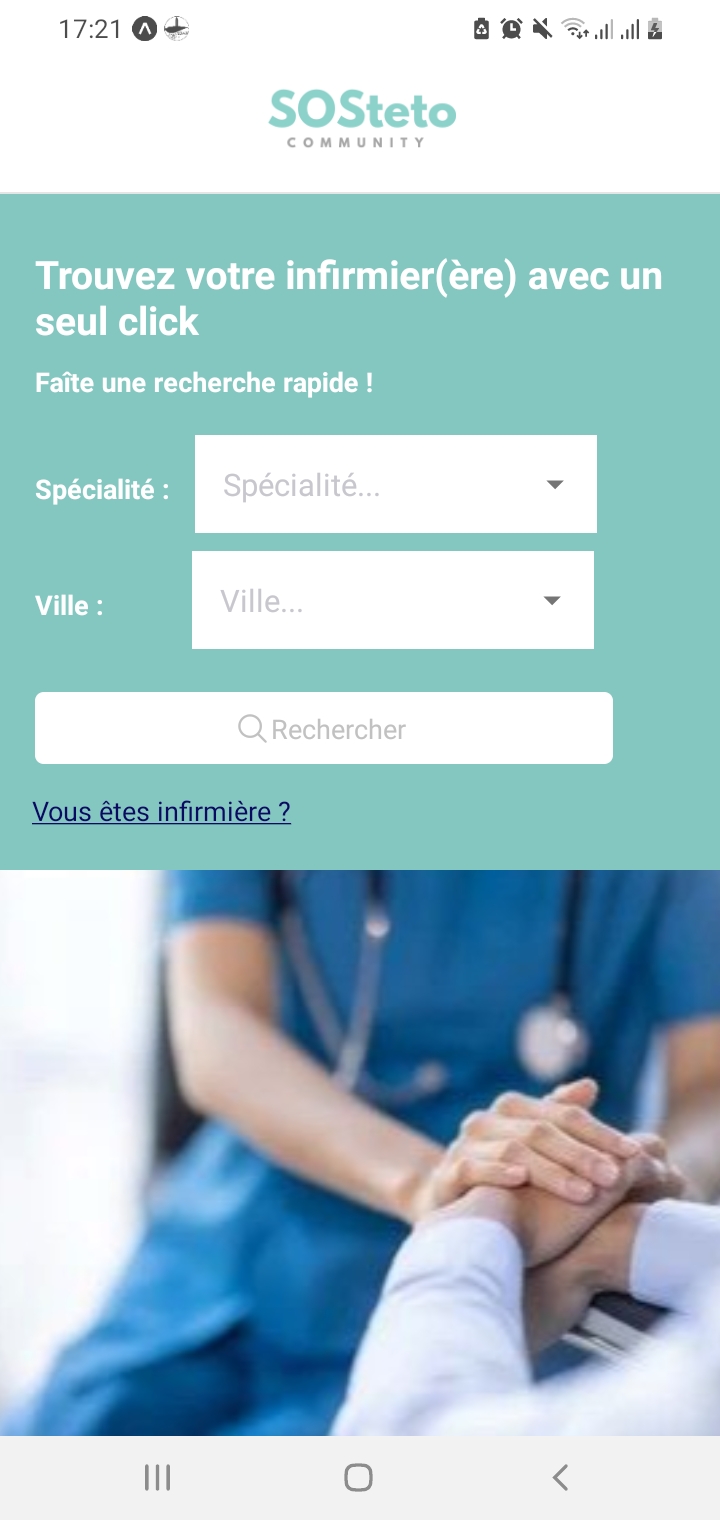 17:21
SOSteto
COMMUNITY
Trouvez votre infirmier(ère) avec un
seul click
Faîte une recherche rapide !
Spécialité :
Spécialité...
Ville :
Ville...
Rechercher
Vous êtes infirmière ?